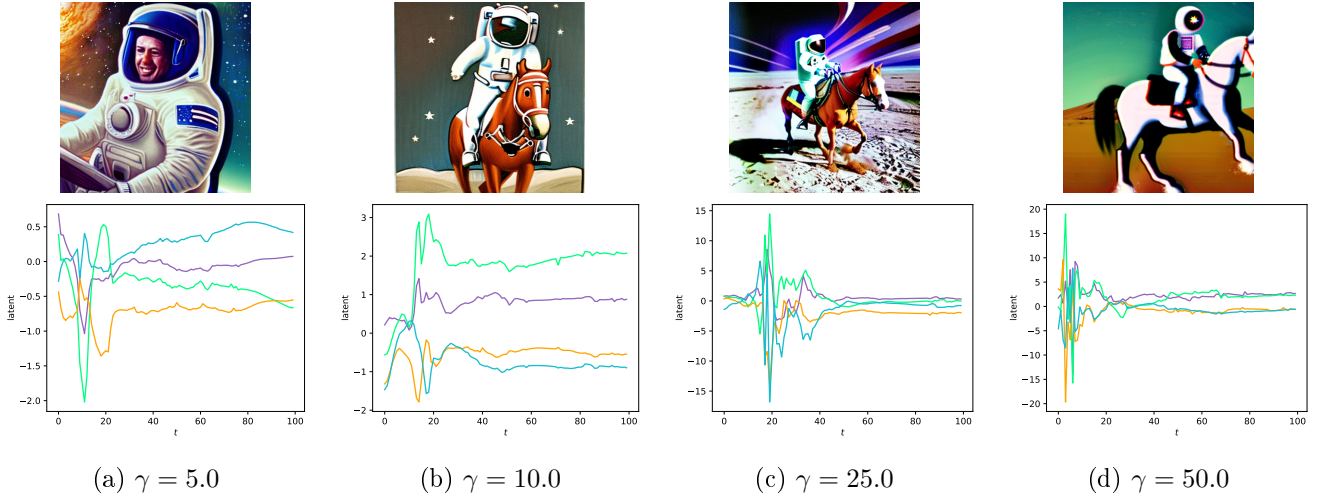 0.5
0.0
−0.5
−1.0
−1.5
−2.0
latent
0 20 40 60 80 100
t
3
2
1
0
−1
−2
latent
0 20 40 60 80 100
t
15
10
5
0
−5
−10
−15
latent
0 20 40 60 80 100
t
20
15
10
5
0
−5
−10
−15
−20
latent
0 20 40 60 80 100
t
(a) γ = 5.0
(b) γ = 10.0
(c) γ = 25.0
(d) γ = 50.0